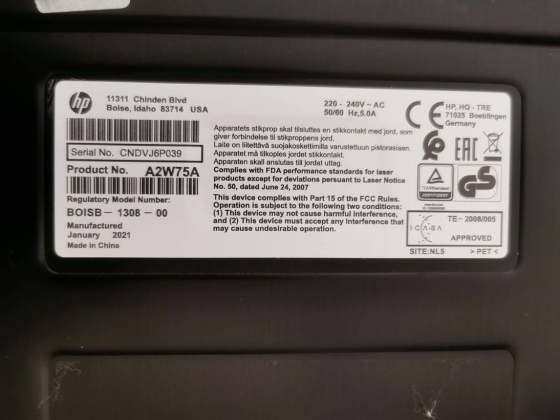 hp
11311 Chinden Blvd
Boise, Idaho 83714 USA
Serial No. CNDVJ6P039
Product No. A2W75A
Regulatory Model Number:
BOISB-1308-00
Manufactured
January 2021
Made in China
220 - 240V ~ AC
50/60 Hz, 5.0A
Apparatets stikprop skal tilsluttes en stikkontakt med jord, som
giver forbindelse til stikproppens jord.
Laite on liitettävä suojakoskettimilla varustettuun pistorasiaan.
Apparatet må tilkoples jordet stikkontakt.
Apparaten skall anslutas till jordat uttag.
Complies with FDA performance standards for laser
products except for deviations pursuant to Laser Notice
No. 50, dated June 24, 2007
This device complies with Part 15 of the FCC Rules.
Operation is subject to the following two conditions:
(1) This device may not cause harmful interference,
and (2) This device must accept any interference that
may cause undesirable operation.
CE
HP, HQ - TRE
71025 Boeblingen
Germany
EAC
GS
ICASA
TE- 2008/005
APPROVED
SITE:NL5
> PET <